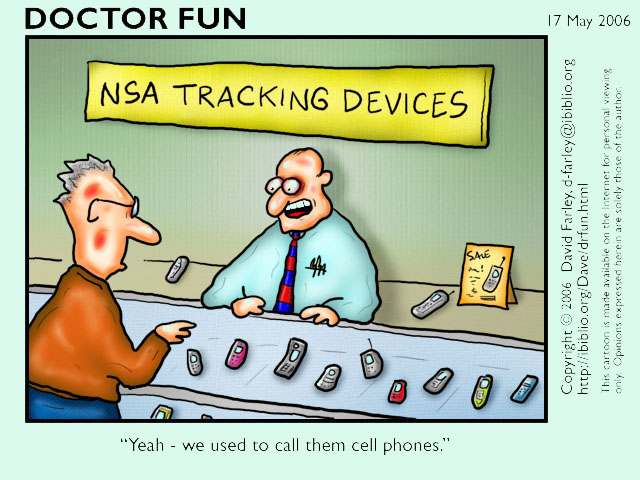 DOCTOR FUN
17 May 2006
NSA TRACKING DEVICES
SALE
“Yeah - we used to call them cell phones.”
Copyright © 2006 David Farley, d-farley@ibiblio.org
http://ibiblio.org/Dave/drfun.html
This cartoon is made available on the Internet for personal viewing
only. Opinions expressed herein are solely those of the author.